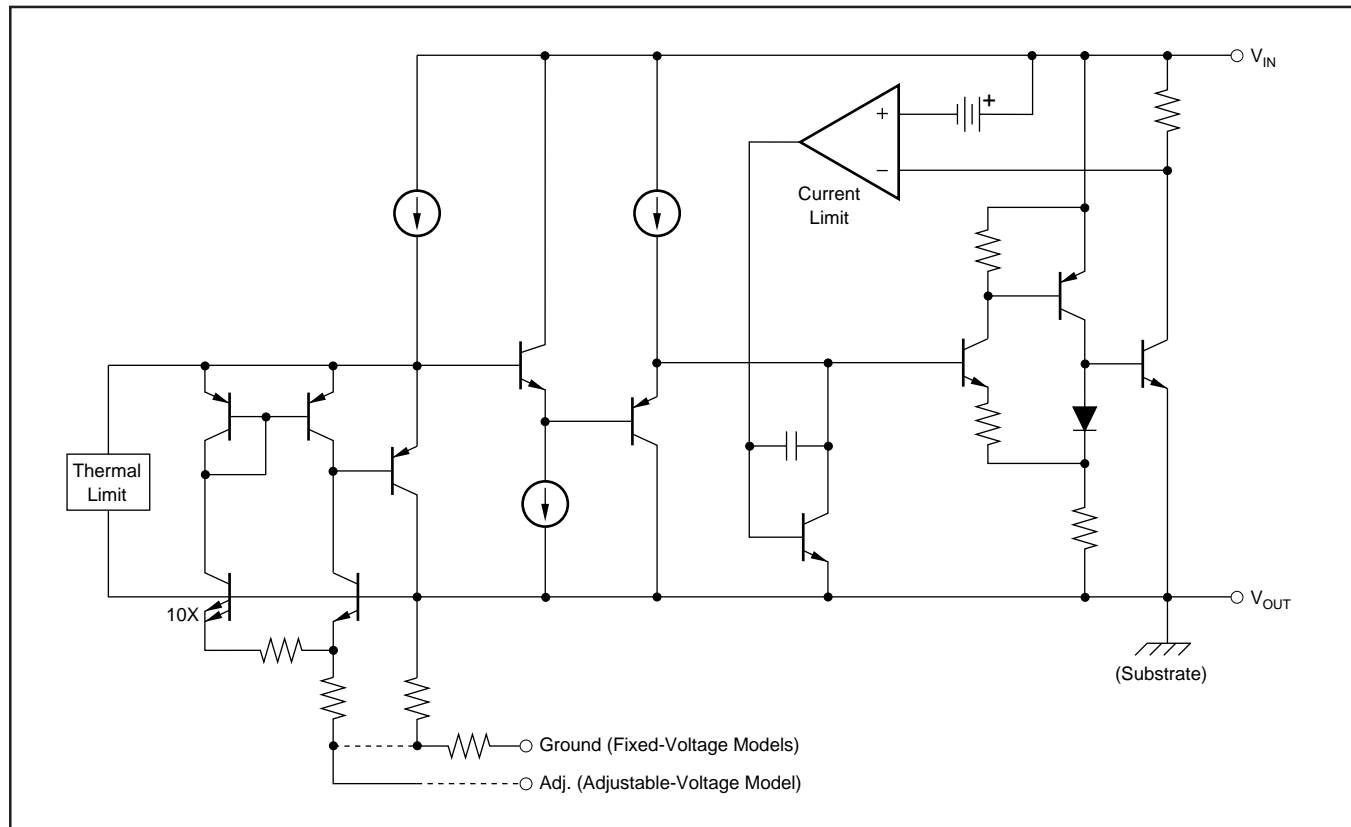 V_IN
+
+
−
Current
Limit
Thermal
Limit
10X
V_OUT
(Substrate)
Ground (Fixed-Voltage Models)
Adj. (Adjustable-Voltage Model)